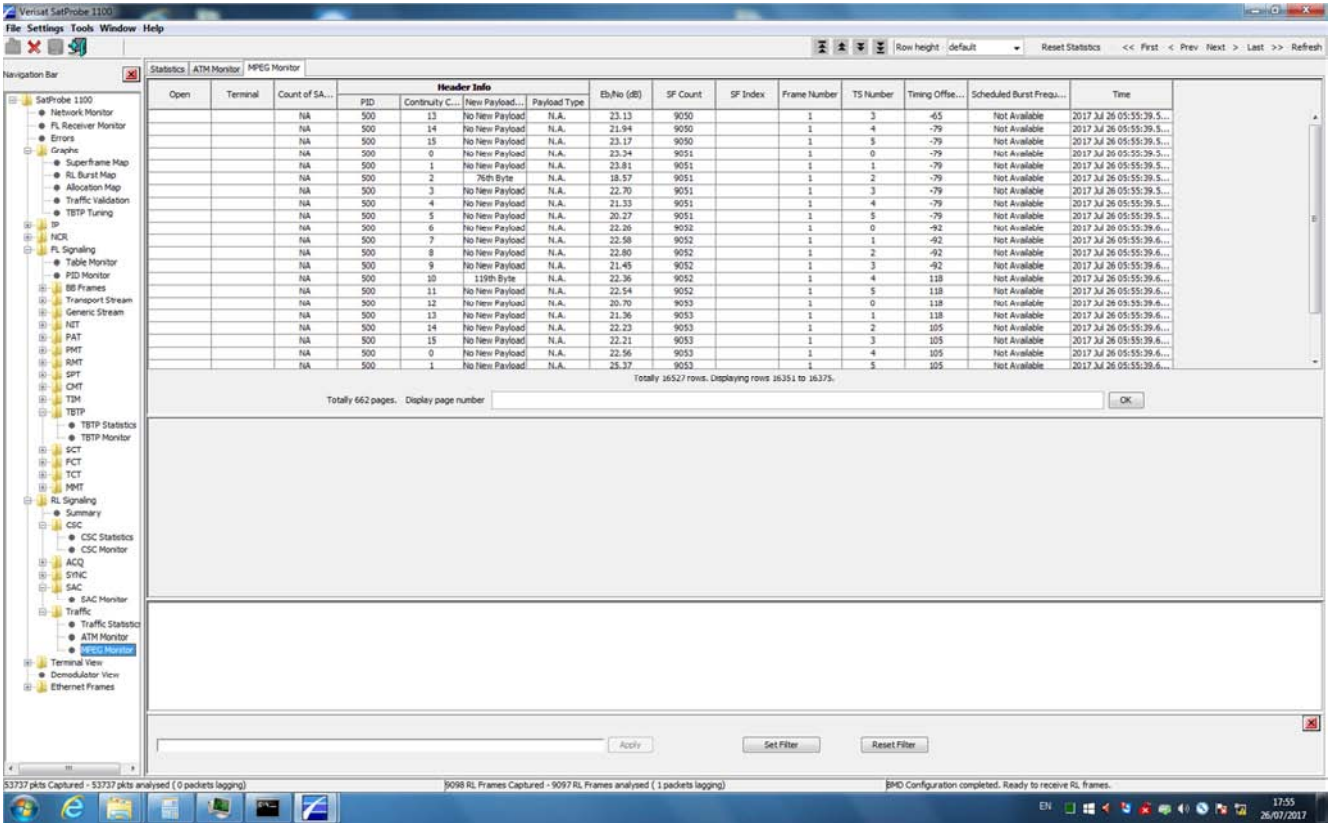 Verisat SatProbe 1100
File Settings Tools Window Help
Row height default Reset Statistics << First < Prev Next > Last >> Refresh
Navigation Bar
SatProbe 1100
Network Monitor
FL Receiver Monitor
Errors
Graphs
Superframe Map
RL Burst Map
Allocation Map
Traffic Validation
TBTP Tuning
IP
NCR
FL Signaling
Table Monitor
PID Monitor
BB Frames
Transport Stream
Generic Stream
NIT
PAT
PMT
RMT
SPT
CMT
TIM
TBTP
TBTP Statistics
TBTP Monitor
SCT
FCT
TCT
MMT
RL Signaling
Summary
CSC
CSC Statistics
CSC Monitor
ACQ
SYNC
SAC
SAC Monitor
Traffic
Traffic Statistics
ATM Monitor
MPEG Monitor
Terminal View
Demodulator View
Ethernet Frames
Statistics ATM Monitor MPEG Monitor
Open Terminal Count of SA... Header Info Eb/No (dB) SF Count SF Index Frame Number TS Number Timing Offse... Scheduled Burst Frequ... Time
PID Continuity C... New Payload... Payload Type
NA 500 13 No New Payload N.A. 23.13 9050 1 3 -65 Not Available 2017 Jul 26 05:55:39.5...
NA 500 14 No New Payload N.A. 21.94 9050 1 4 -79 Not Available 2017 Jul 26 05:55:39.5...
NA 500 15 No New Payload N.A. 23.17 9050 1 5 -79 Not Available 2017 Jul 26 05:55:39.5...
NA 500 0 No New Payload N.A. 23.34 9051 1 0 -79 Not Available 2017 Jul 26 05:55:39.5...
NA 500 1 No New Payload N.A. 23.81 9051 1 1 -79 Not Available 2017 Jul 26 05:55:39.5...
NA 500 2 76th Byte N.A. 18.57 9051 1 2 -79 Not Available 2017 Jul 26 05:55:39.5...
NA 500 3 No New Payload N.A. 22.70 9051 1 3 -79 Not Available 2017 Jul 26 05:55:39.5...
NA 500 4 No New Payload N.A. 21.33 9051 1 4 -79 Not Available 2017 Jul 26 05:55:39.5...
NA 500 5 No New Payload N.A. 20.27 9051 1 5 -79 Not Available 2017 Jul 26 05:55:39.5...
NA 500 6 No New Payload N.A. 22.26 9052 1 0 -92 Not Available 2017 Jul 26 05:55:39.6...
NA 500 7 No New Payload N.A. 22.58 9052 1 1 -92 Not Available 2017 Jul 26 05:55:39.6...
NA 500 8 No New Payload N.A. 22.80 9052 1 2 -92 Not Available 2017 Jul 26 05:55:39.6...
NA 500 9 No New Payload N.A. 21.45 9052 1 3 -92 Not Available 2017 Jul 26 05:55:39.6...
NA 500 10 119th Byte N.A. 22.36 9052 1 4 118 Not Available 2017 Jul 26 05:55:39.6...
NA 500 11 No New Payload N.A. 22.54 9052 1 5 118 Not Available 2017 Jul 26 05:55:39.6...
NA 500 12 No New Payload N.A. 20.70 9053 1 0 118 Not Available 2017 Jul 26 05:55:39.6...
NA 500 13 No New Payload N.A. 21.36 9053 1 1 118 Not Available 2017 Jul 26 05:55:39.6...
NA 500 14 No New Payload N.A. 22.23 9053 1 2 105 Not Available 2017 Jul 26 05:55:39.6...
NA 500 15 No New Payload N.A. 22.21 9053 1 3 105 Not Available 2017 Jul 26 05:55:39.6...
NA 500 0 No New Payload N.A. 22.56 9053 1 4 105 Not Available 2017 Jul 26 05:55:39.6...
NA 500 1 No New Payload N.A. 25.37 9053 1 5 105 Not Available 2017 Jul 26 05:55:39.6...
Totally 16527 rows. Displaying rows 16351 to 16375.
Totally 662 pages. Display page number OK
Apply Set Filter Reset Filter
53737 pkts Captured - 53737 pkts analysed ( 0 packets lagging) 9098 RL Frames Captured - 9097 RL Frames analysed ( 1 packets lagging) BMD Configuration completed. Ready to receive RL frames.
EN 17:55
26/07/2017